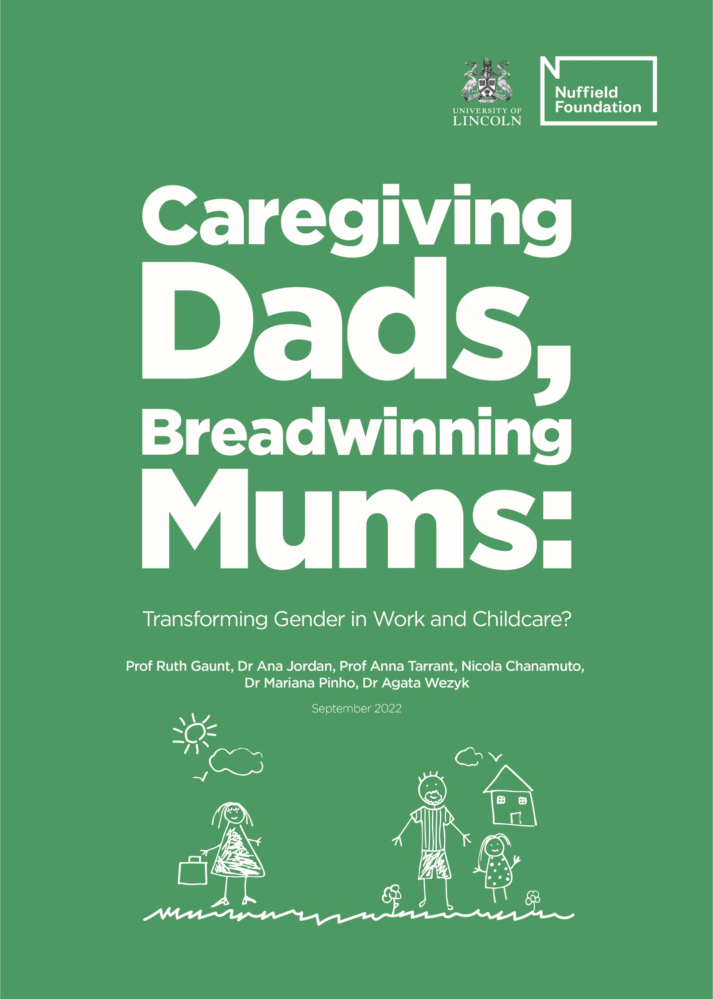 UNIVERSITY OF
LINCOLN
Nuffield
Foundation
Caregiving
Dads,
Breadwinning
Mums:
Transforming Gender in Work and Childcare?
Prof Ruth Gaunt, Dr Ana Jordan, Prof Anna Tarrant, Nicola Chanamuto,
Dr Mariana Pinho, Dr Agata Wezyk
September 2022